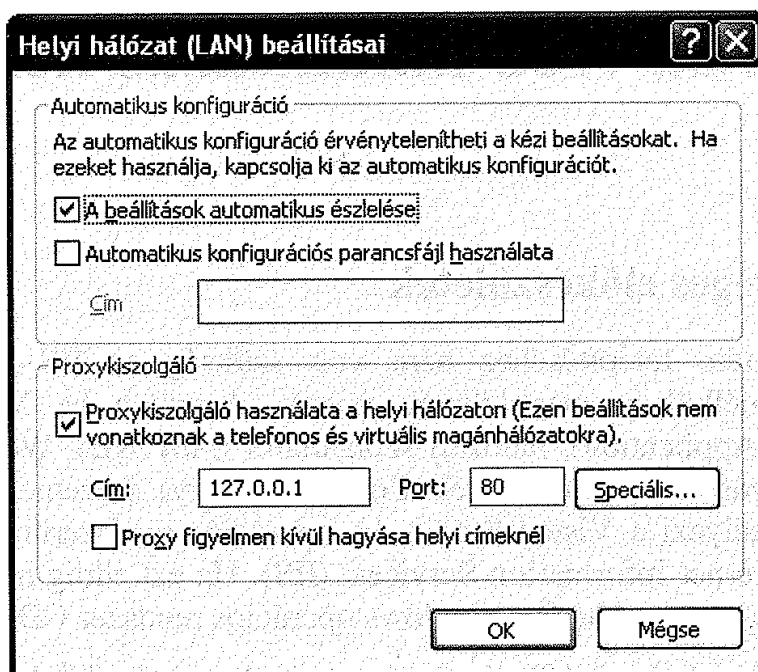 Helyi hálózat (LAN) beállításai
Automatikus konfiguráció
Az automatikus konfiguráció érvénytelenítheti a kézi beállításokat. Ha
ezeket használja, kapcsolja ki az automatikus konfigurációt.
A beállítások automatikus észlelése
Automatikus konfigurációs parancsfájl használata
Cím
Proxykiszolgáló
Proxykiszolgáló használata a helyi hálózaton (Ezen beállítások nem
vonatkoznak a telefonos és virtuális magánhálózatokra).
Cím: 127.0.0.1 Port: 80 Speciális...
Proxy figyelmen kívül hagyása helyi címeknél
OK Mégse